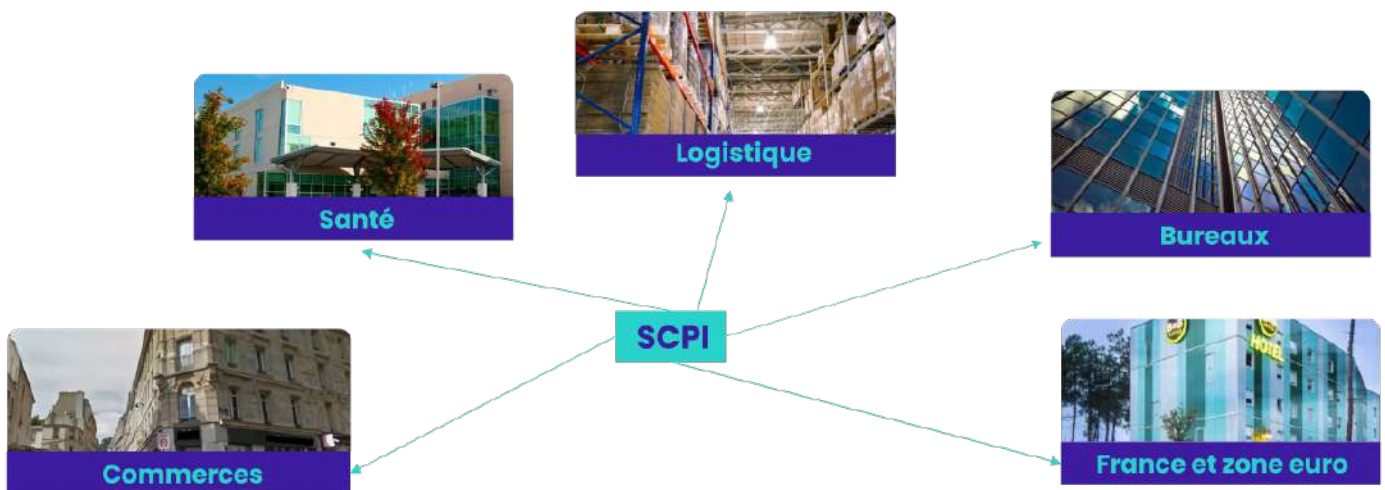 Logistique
Santé
Bureaux
SCPI
B&B
HOTEL
Commerces
France et zone euro